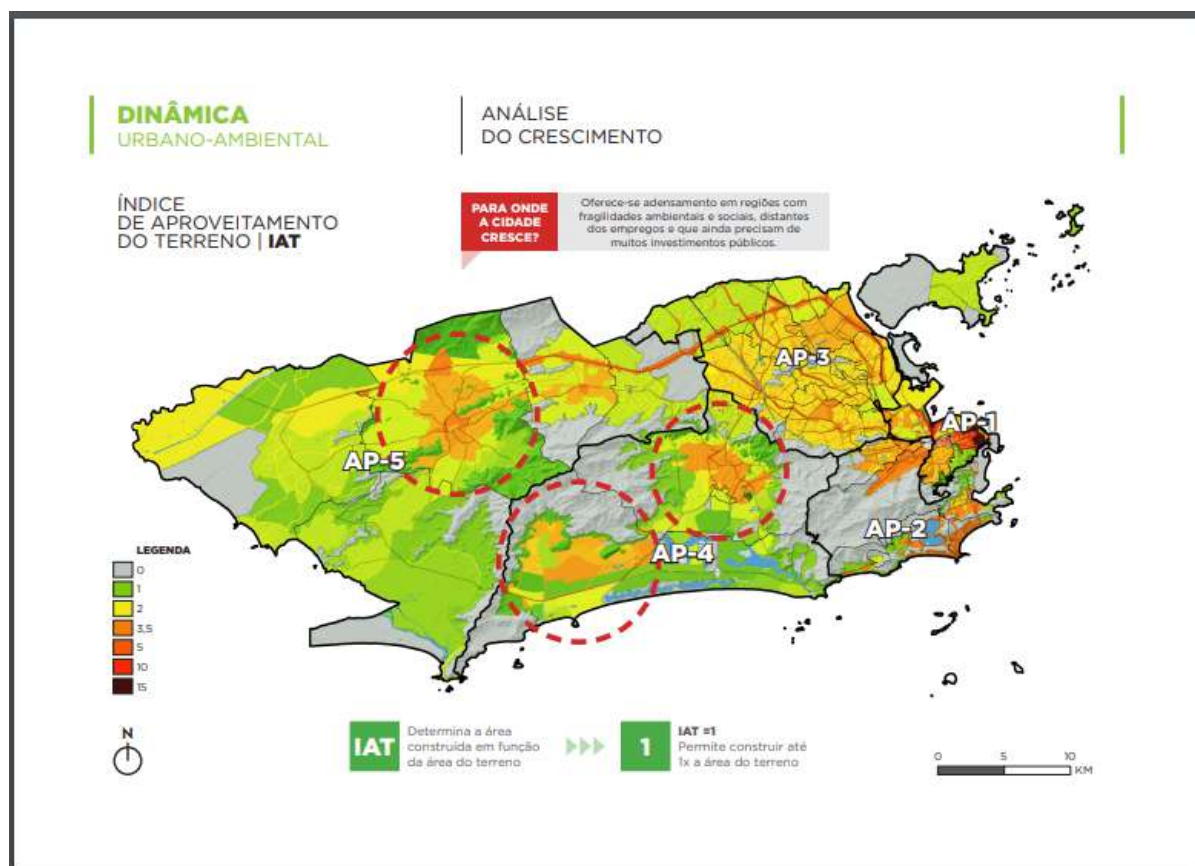 DINÂMICA
URBANO-AMBIENTAL
ANÁLISE
DO CRESCIMENTO
ÍNDICE
DE APROVEITAMENTO
DO TERRENO | IAT
PARA ONDE
A CIDADE
CRESCE?
Oferece-se adensamento em regiões com
fragilidades ambientais e sociais, distantes
dos empregos e que ainda precisam de
muitos investimentos públicos.
AP-3
AP-1
AP-5
AP-2
AP-4
LEGENDA
0
1
2
3,5
5
10
15
N
IAT
Determina a área
construída em função
da área do terreno
1
IAT =1
Permite construir até
1x a área do terreno
0 5 10
KM